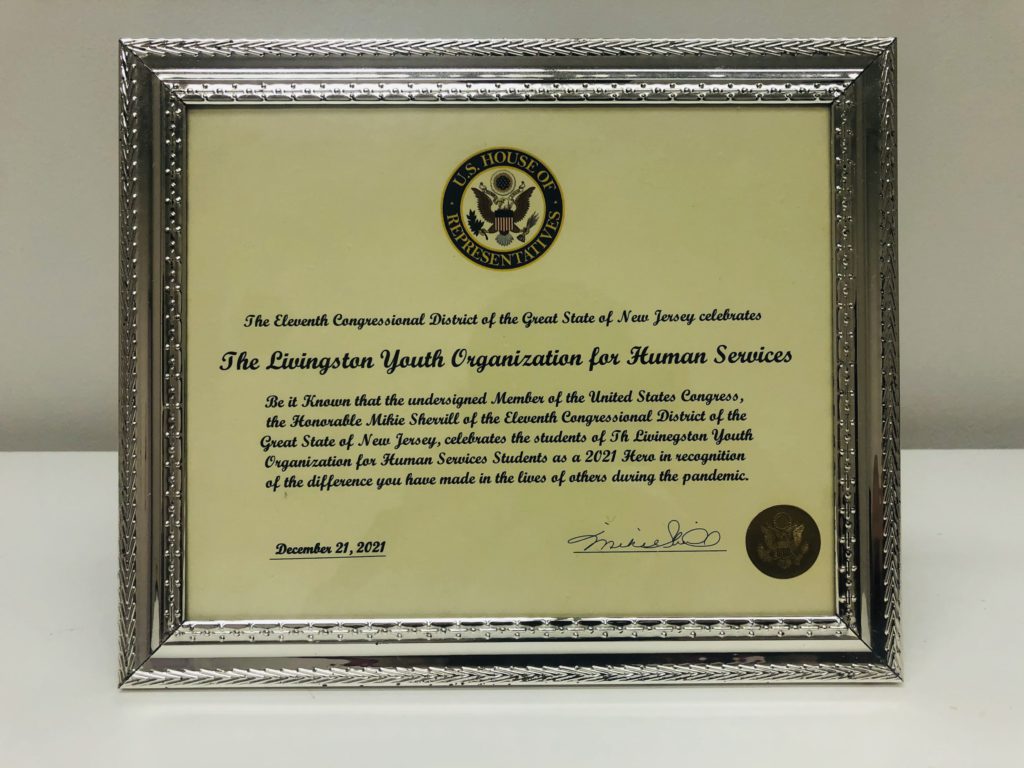 U.S. HOUSE OF
REPRESENTATIVES
The Eleventh Congressional District of the Great State of New Jersey celebrates
The Livingston Youth Organization for Human Services
Be it Known that the undersigned Member of the United States Congress,
the Honorable Mikie Sherrill of the Eleventh Congressional District of the
Great State of New Jersey, celebrates the students of Th Livinegston Youth
Organization for Human Services Students as a 2021 Hero in recognition
of the difference you have made in the lives of others during the pandemic.
December 21, 2021